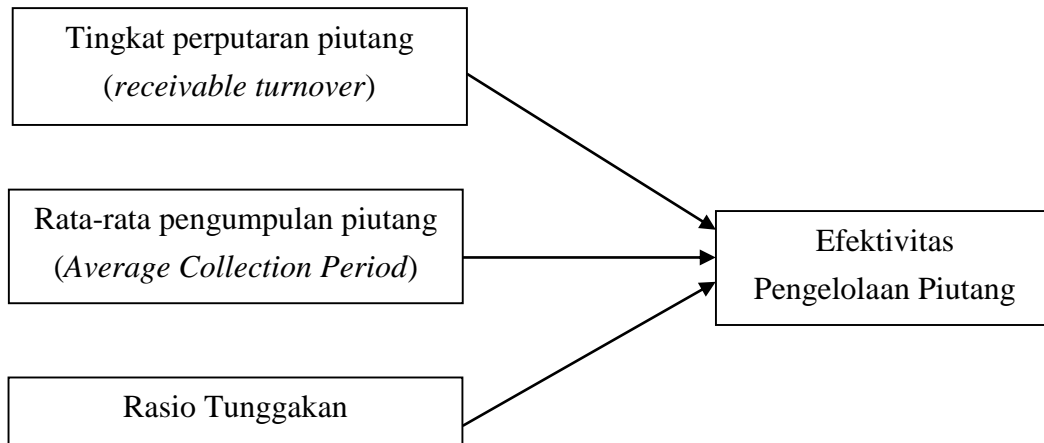 Tingkat perputaran piutang
(receivable turnover)
Rata-rata pengumpulan piutang
(Average Collection Period)
Efektivitas
Pengelolaan Piutang
Rasio Tunggakan